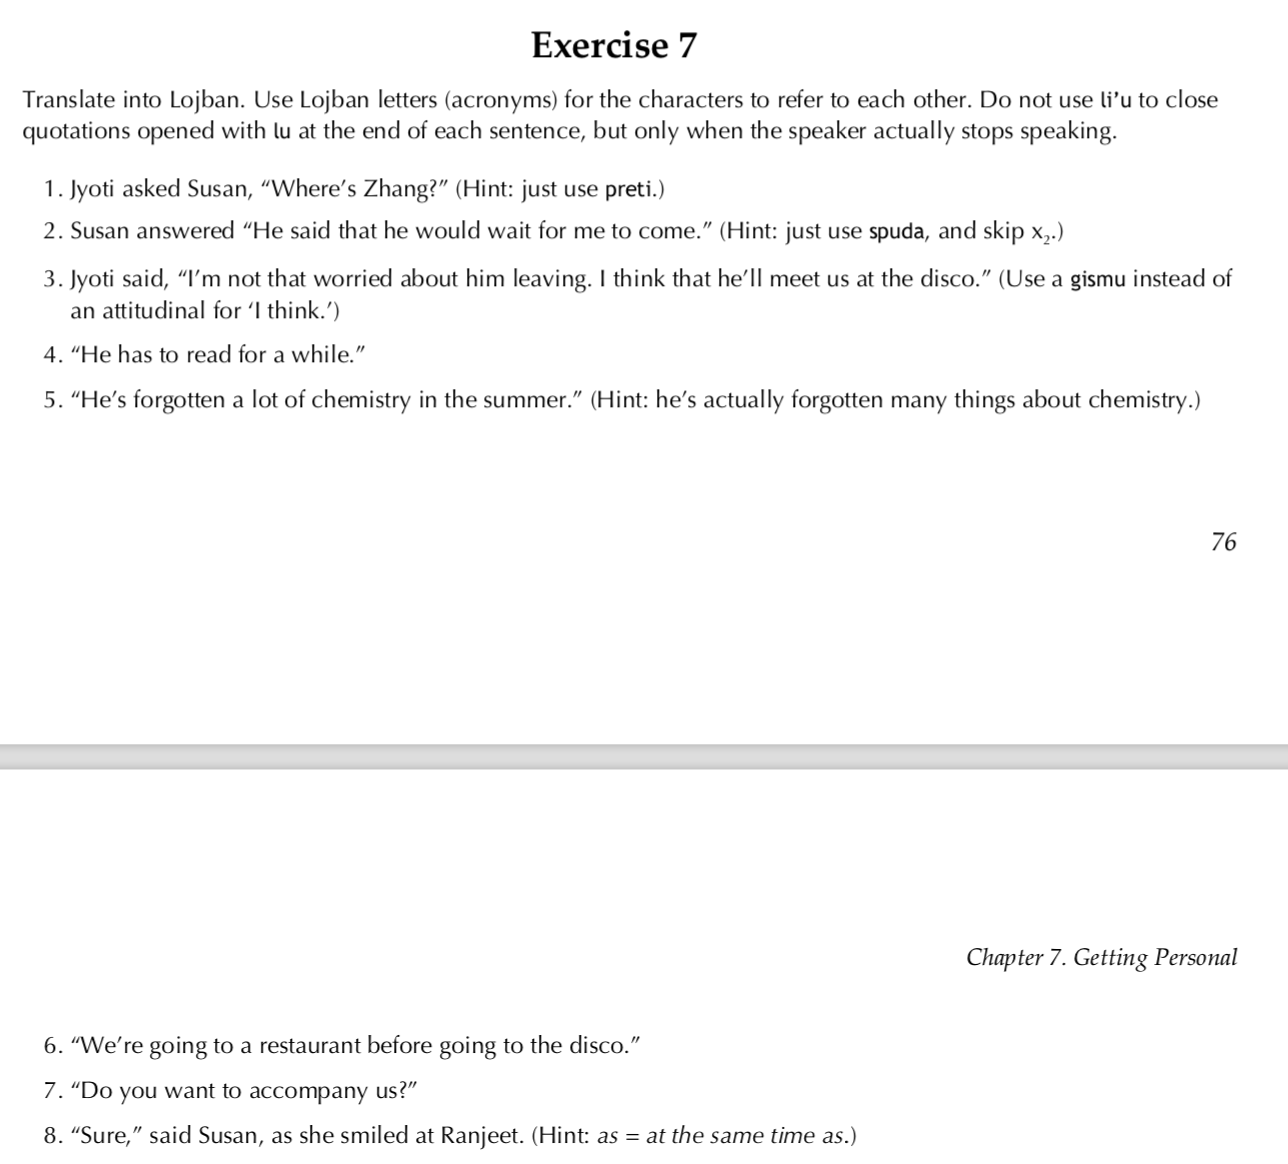 Exercise 7
Translate into Lojban. Use Lojban letters (acronyms) for the characters to refer to each other. Do not use li’u to close
quotations opened with lu at the end of each sentence, but only when the speaker actually stops speaking.
1. Jyoti asked Susan, “Where’s Zhang?” (Hint: just use preti.)
2. Susan answered “He said that he would wait for me to come.” (Hint: just use spuda, and skip x₂.)
3. Jyoti said, “I’m not that worried about him leaving. I think that he’ll meet us at the disco.” (Use a gismu instead of
an attitudinal for ‘I think.’)
4. “He has to read for a while.”
5. “He’s forgotten a lot of chemistry in the summer.” (Hint: he’s actually forgotten many things about chemistry.)
76
Chapter 7. Getting Personal
6. “We’re going to a restaurant before going to the disco.”
7. “Do you want to accompany us?”
8. “Sure,” said Susan, as she smiled at Ranjeet. (Hint: as = at the same time as.)